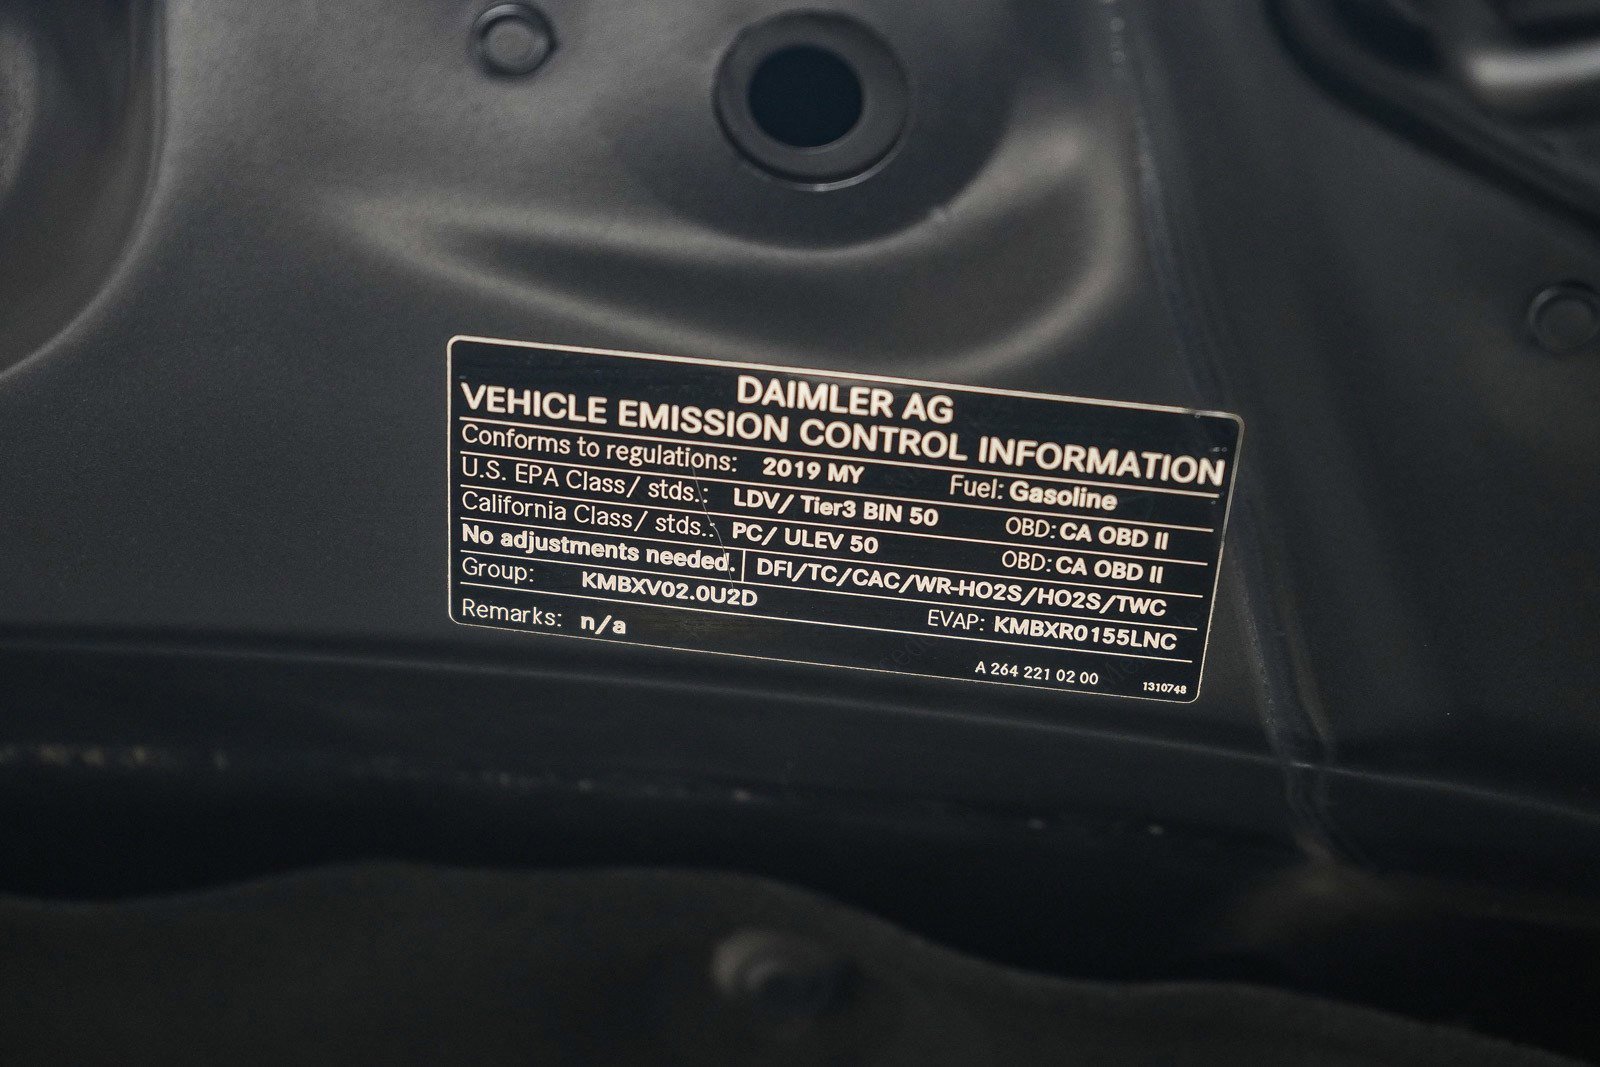 DAIMLER AG
VEHICLE EMISSION CONTROL INFORMATION
Conforms to regulations: 2019 MY Fuel: Gasoline
U.S. EPA Class/ stds.: LDV/ Tier3 BIN 50 OBD: CA OBD II
California Class/ stds.: PC/ ULEV 50 OBD: CA OBD II
No adjustments needed. DFI/TC/CAC/WR-HO2S/HO2S/TWC
Group: KMBXV02.0U2D EVAP: KMBXR0155LNC
Remarks: n/a
A 264 221 02 00 1310748